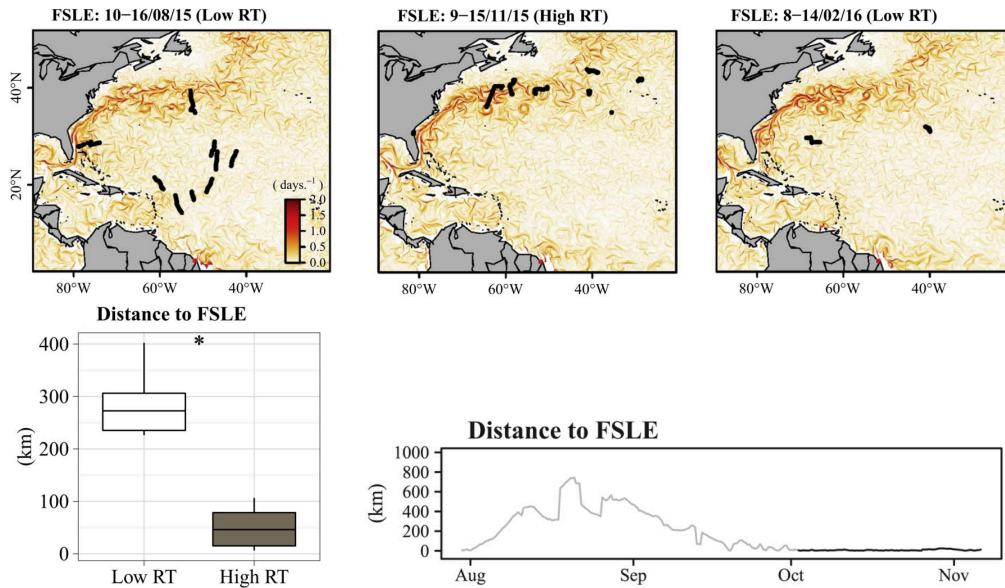 FSLE: 10−16/08/15 (Low RT)
FSLE: 9−15/11/15 (High RT)
FSLE: 8−14/02/16 (Low RT)
40°N
20°N
( days.⁻¹ )
2.0
1.5
1.0
0.5
0.0
80°W 60°W 40°W
80°W 60°W 40°W
80°W 60°W 40°W
Distance to FSLE
*
400
300
200
100
0
(km)
Low RT High RT
Distance to FSLE
1000
800
600
400
200
0
(km)
Aug Sep Oct Nov